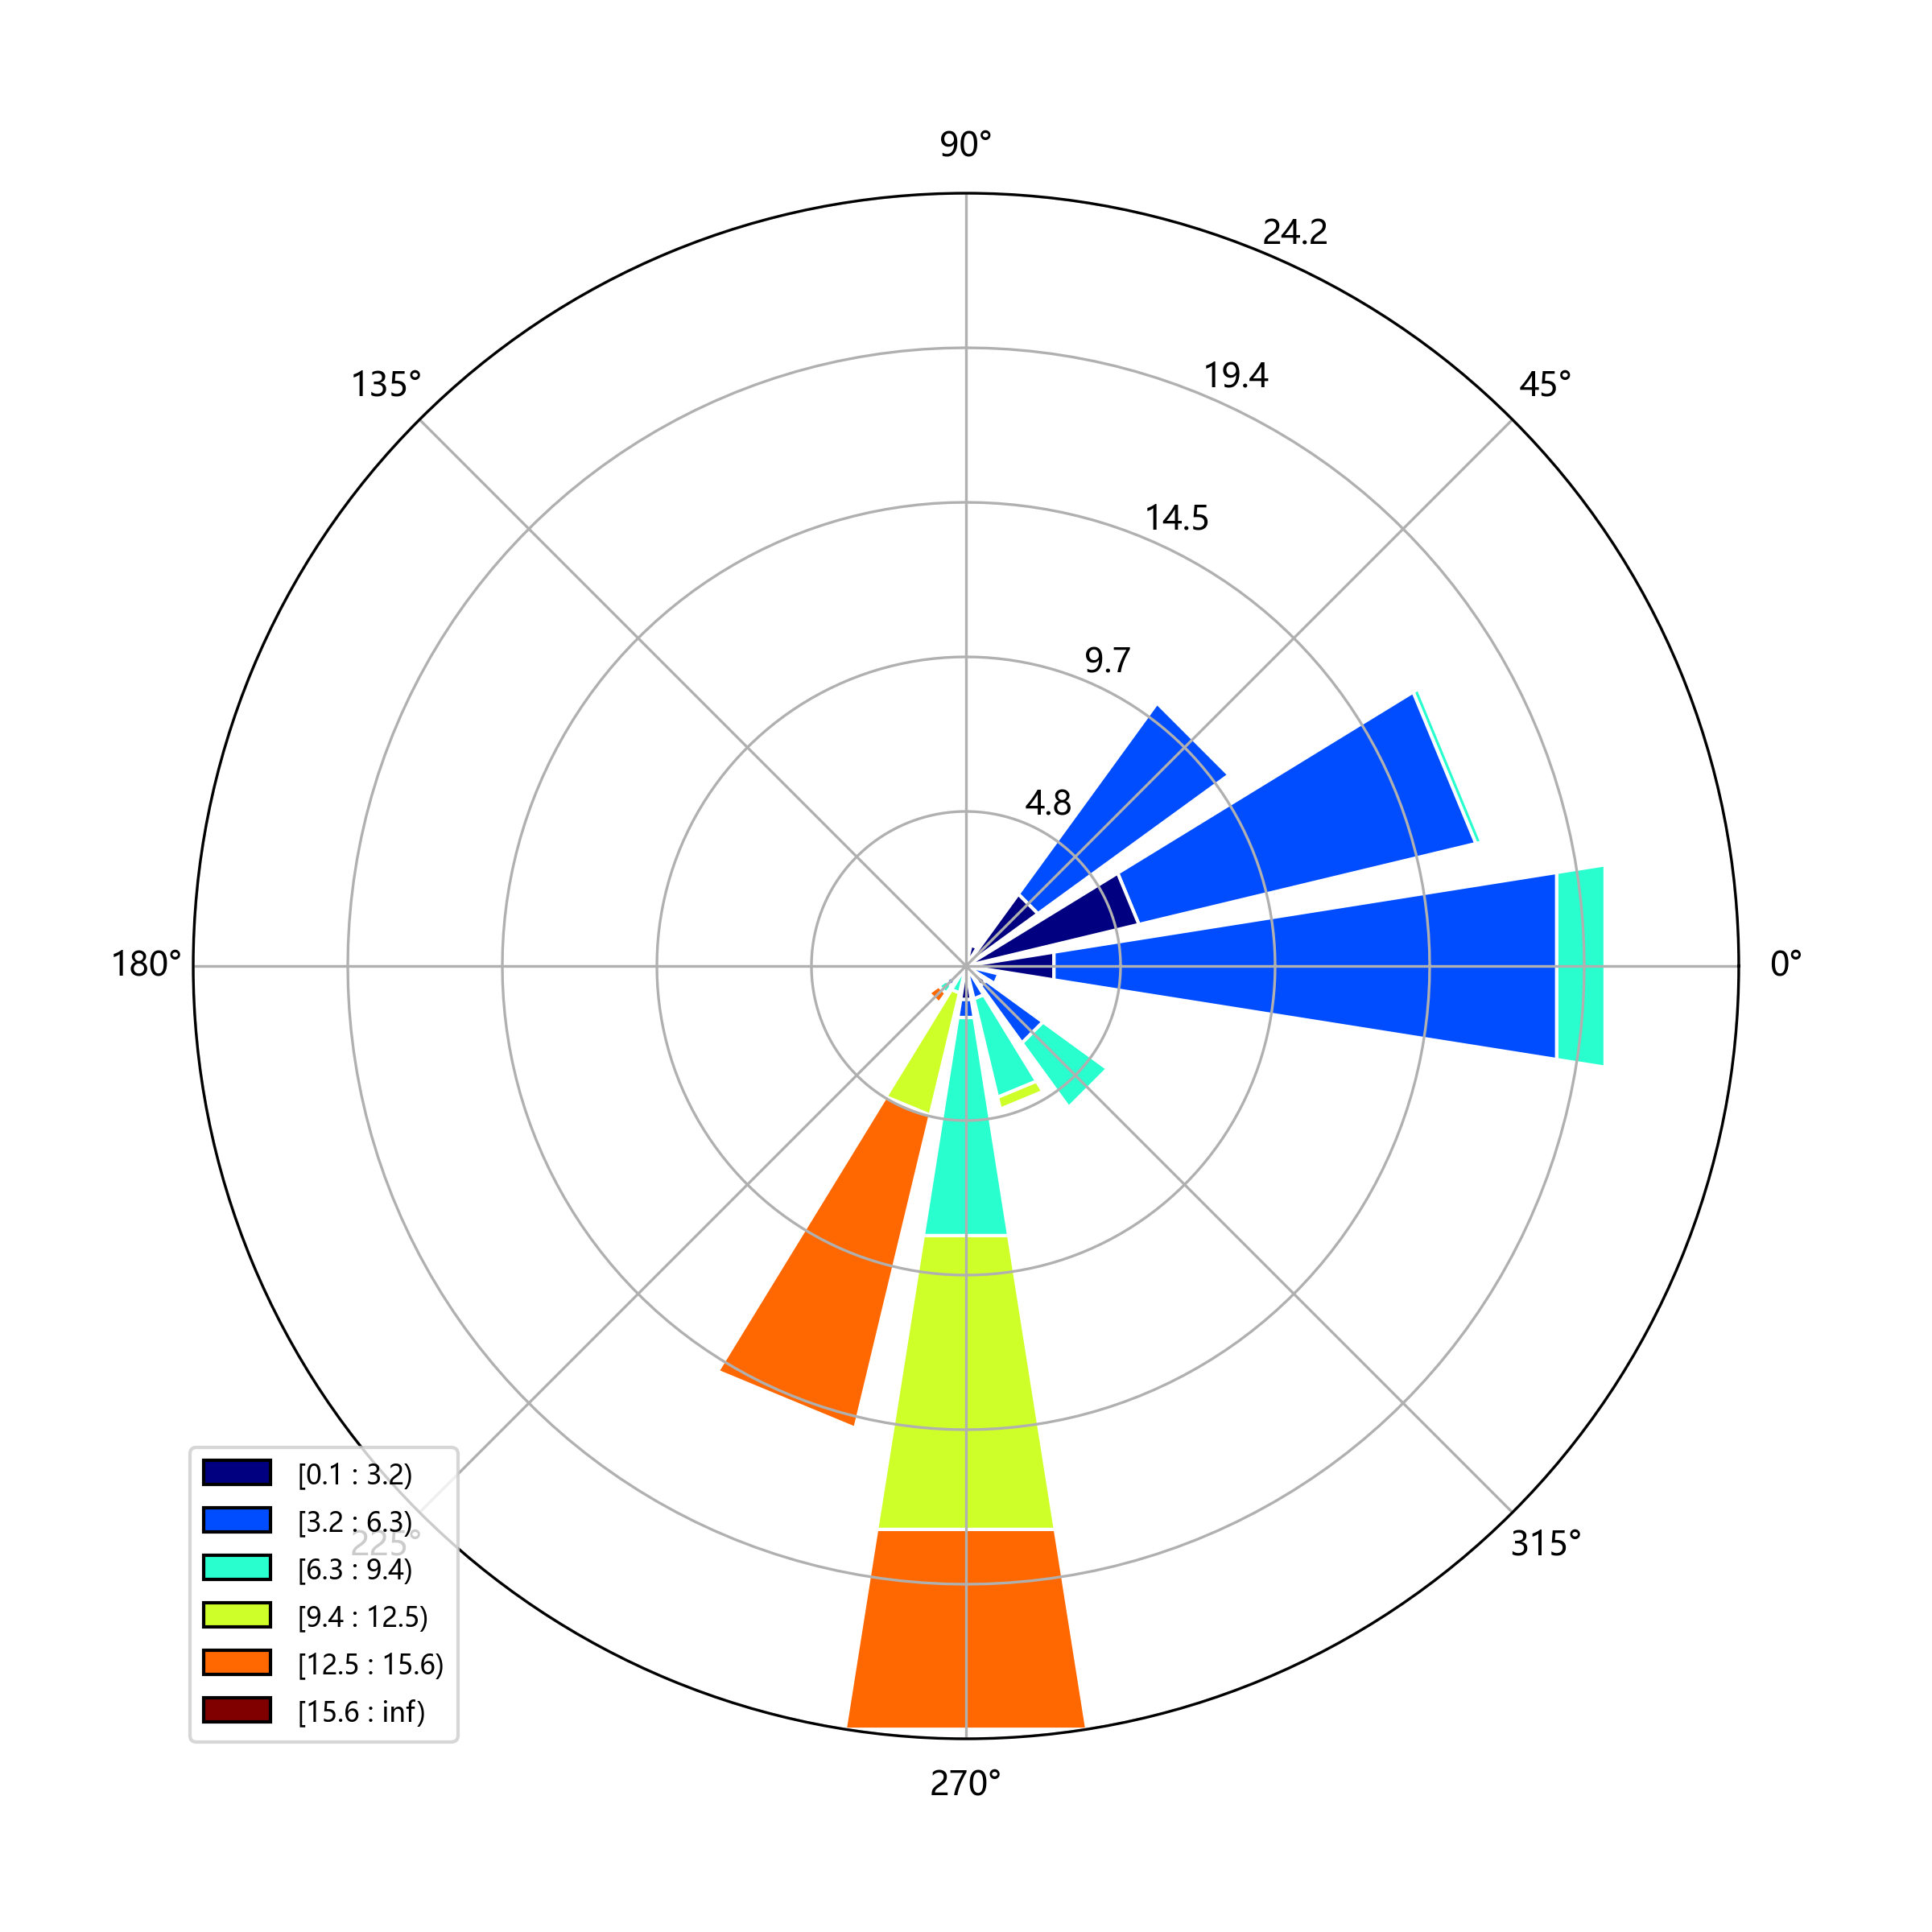 90°
24.2
135°
19.4
45°
14.5
9.7
4.8
180°
0°
[0.1 : 3.2)
[3.2 : 6.3)
225°
315°
[6.3 : 9.4)
[9.4 : 12.5)
[12.5 : 15.6)
[15.6 : inf)
270°